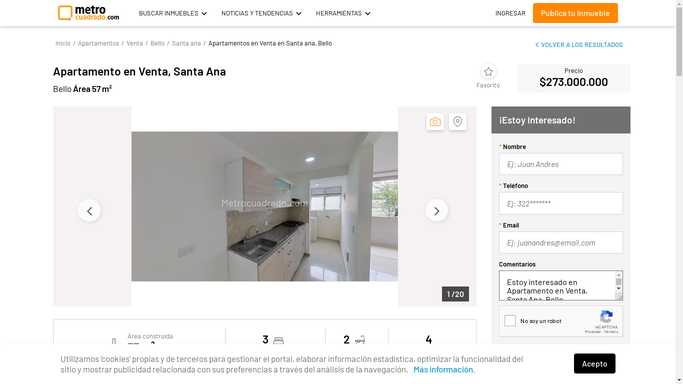 metro
cuadrado.com
BUSCAR INMUEBLES
NOTICIAS Y TENDENCIAS
HERRAMIENTAS
INGRESAR
Publica tu Inmueble
Inicio / Apartamentos / Venta / Bello / Santa ana / Apartamentos en Venta en Santa ana, Bello
VOLVER A LOS RESULTADOS
Apartamento en Venta, Santa Ana
Bello Área 57 m²
Favorito
Precio
$273.000.000
Metrocuadrado.com
1 / 20
¡Estoy Interesado!
* Nombre
Ej: Juan Andres
* Teléfono
Ej: 322*******
* Email
Ej: juanandres@email.com
Comentarios
Estoy interesado en
Apartamento en Venta,
Santa Ana, Bello
No soy un robot
reCAPTCHA
Privacidad - Términos
Área construida
3
2
4
Utilizamos 'cookies' propias y de terceros para gestionar el portal, elaborar información estadística, optimizar la funcionalidad del
sitio y mostrar publicidad relacionada con sus preferencias a través del análisis de la navegación. Más información.
Acepto